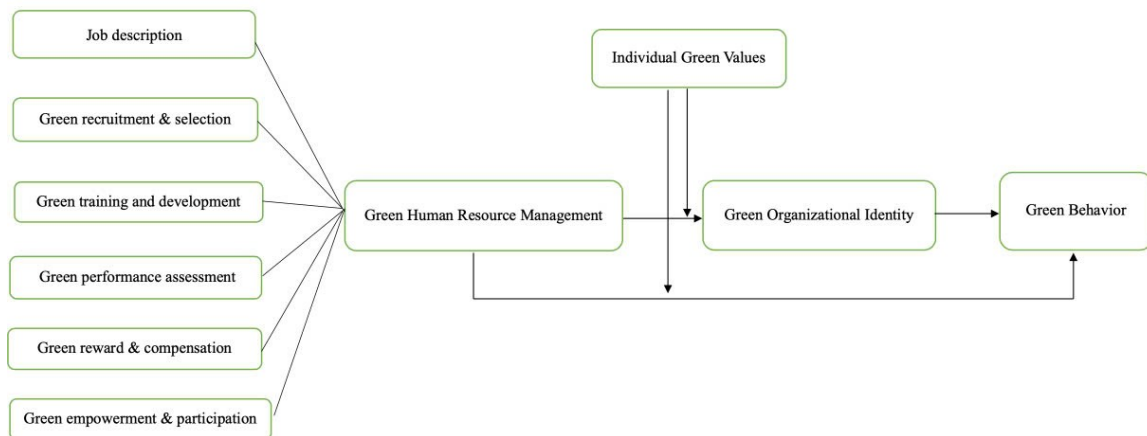 Job description
Green recruitment & selection
Green training and development
Green performance assessment
Green reward & compensation
Green empowerment & participation
Green Human Resource Management
Individual Green Values
Green Organizational Identity
Green Behavior